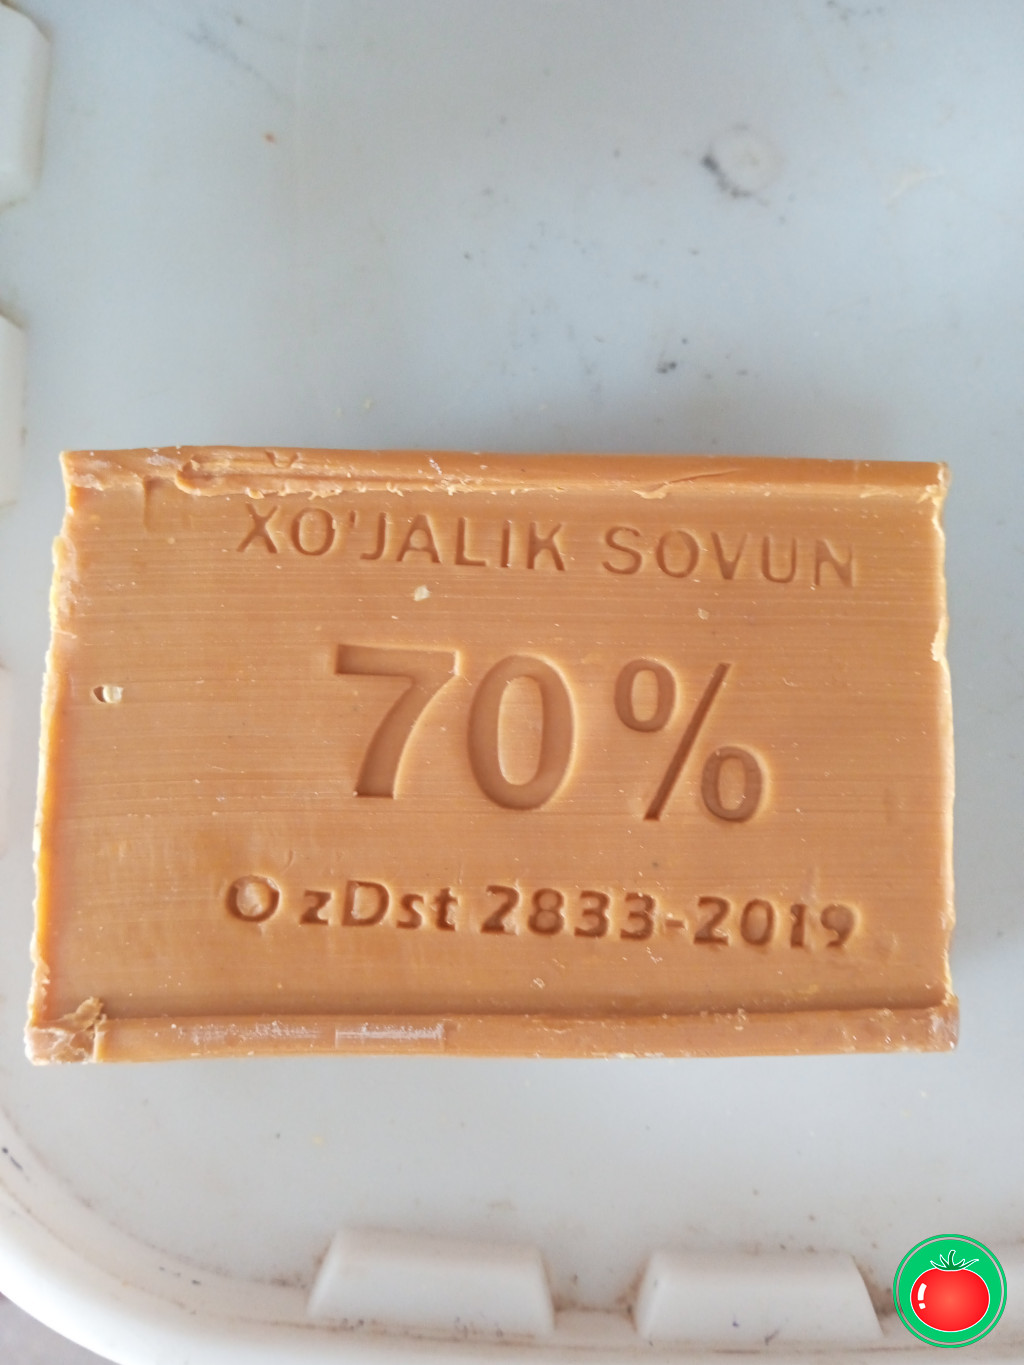 XO'JALIK SOVUN
70%
O zDst 2833-2019